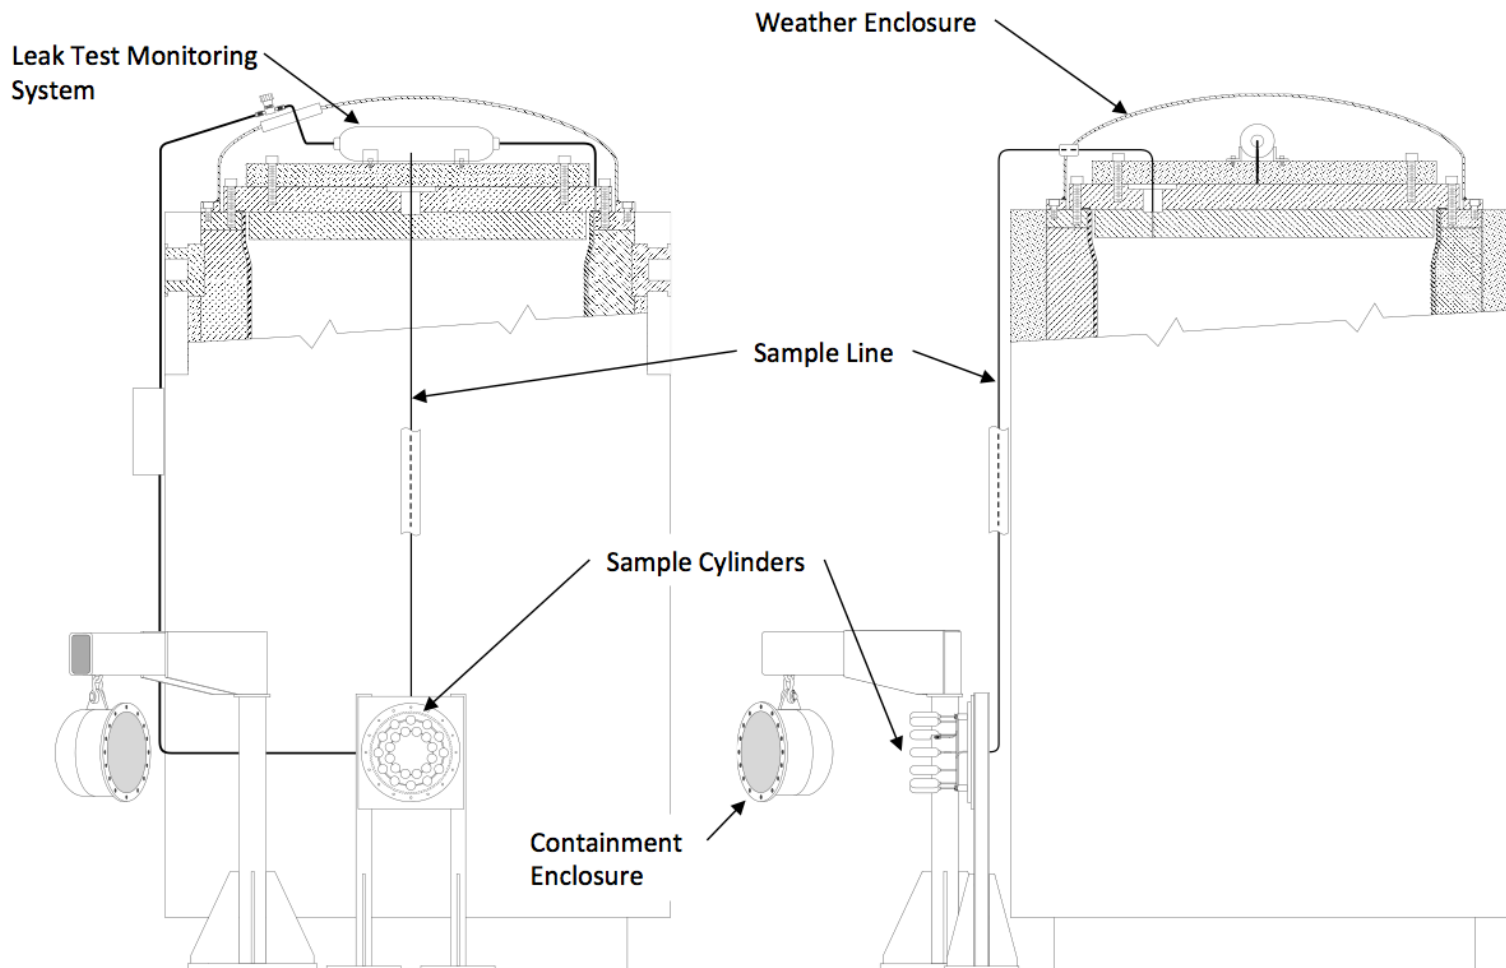 Weather Enclosure
Leak Test Monitoring
System
Sample Line
Sample Cylinders
Containment
Enclosure